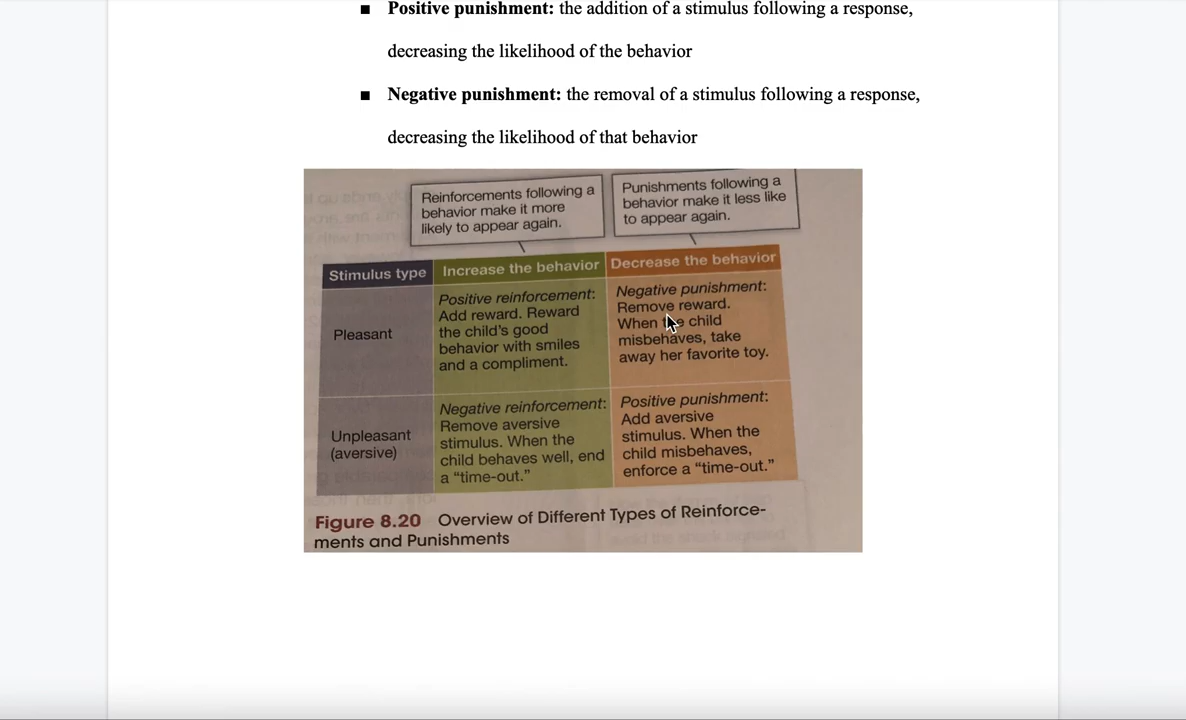 ■ Positive punishment: the addition of a stimulus following a response,
decreasing the likelihood of the behavior
■ Negative punishment: the removal of a stimulus following a response,
decreasing the likelihood of that behavior
Reinforcements following a
behavior make it more
likely to appear again.
Punishments following a
behavior make it less like
to appear again.
Stimulus type
Increase the behavior
Decrease the behavior
Pleasant
Positive reinforcement:
Add reward. Reward
the child's good
behavior with smiles
and a compliment.
Negative punishment:
Remove reward.
When the child
misbehaves, take
away her favorite toy.
Unpleasant
(aversive)
Negative reinforcement:
Remove aversive
stimulus. When the
child behaves well, end
a "time-out."
Positive punishment:
Add aversive
stimulus. When the
child misbehaves,
enforce a "time-out."
Figure 8.20 Overview of Different Types of Reinforce-
ments and Punishments